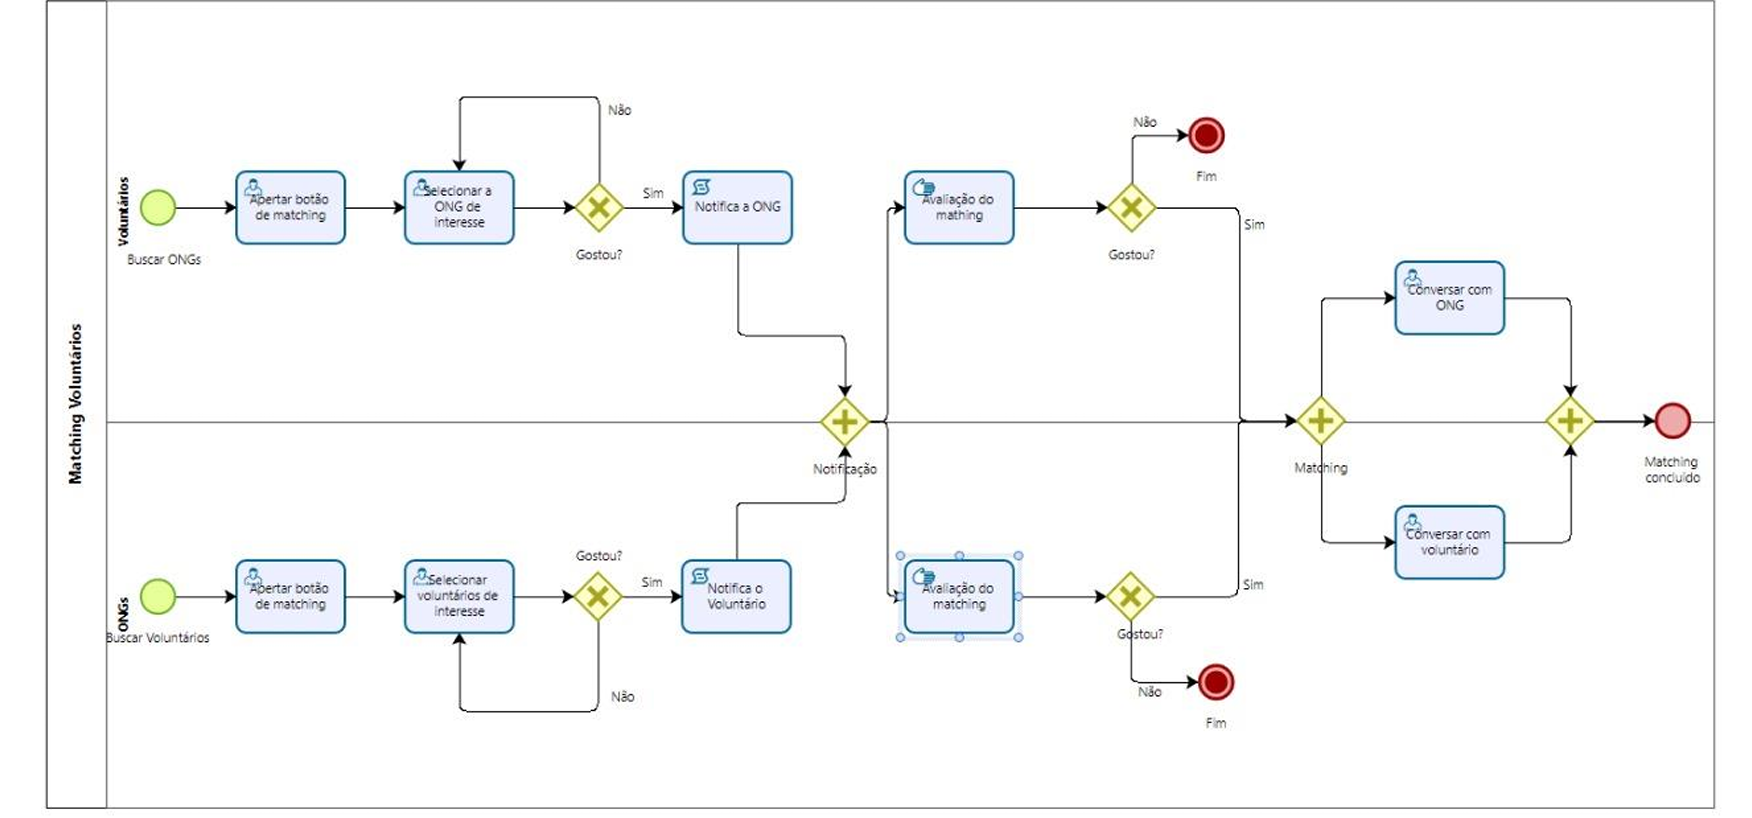 Matching Voluntários
Voluntários
Buscar ONGs
Apertar botão
de matching
Selecionar a
ONG de
interesse
Não
Gostou?
Sim
Notifica a ONG
Avaliação do
mathing
Não
Fim
Gostou?
Sim
Conversar com
ONG
Notificação
Matching
Matching
concluido
ONGs
Buscar Voluntários
Apertar botão
de matching
Selecionar
voluntários de
interesse
Gostou?
Sim
Não
Notifica o
Voluntário
Avaliação do
matching
Gostou?
Sim
Não
Fim
Conversar com
voluntário